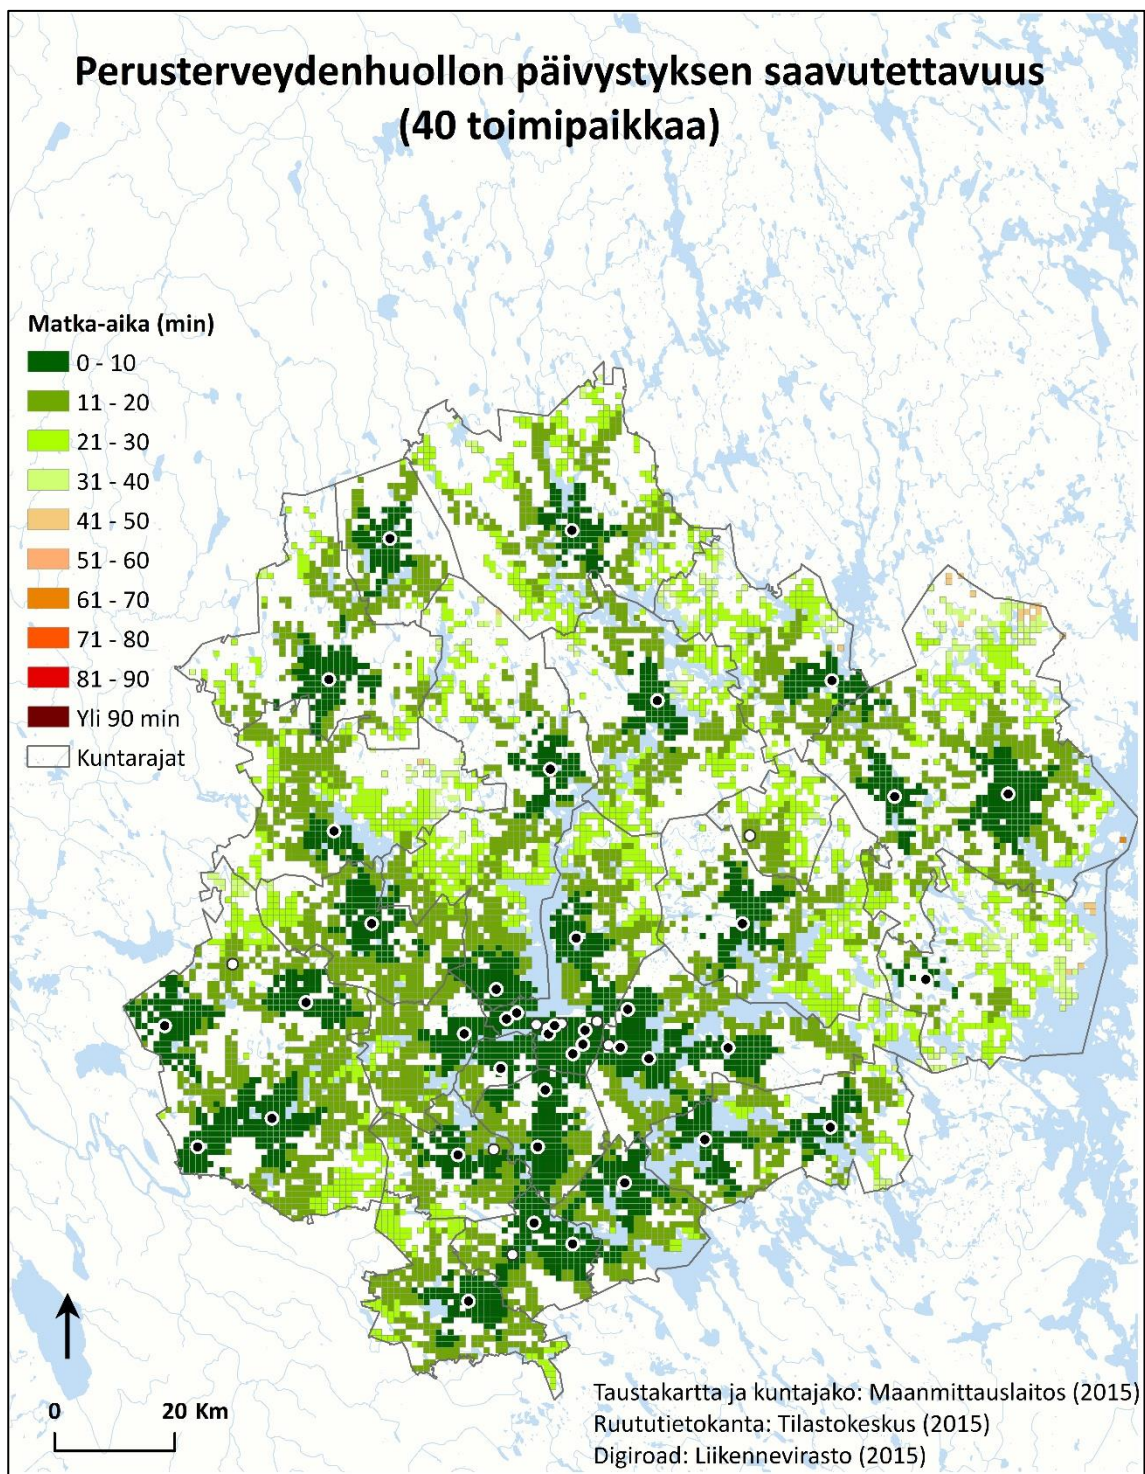 Perusterveydenhuollon päivystyksen saavutettavuus
(40 toimipaikkaa)
Matka-aika (min)
0 - 10
11 - 20
21 - 30
31 - 40
41 - 50
51 - 60
61 - 70
71 - 80
81 - 90
Yli 90 min
Kuntarajat
0 20 Km
Taustakartta ja kuntajako: Maanmittauslaitos (2015)
Ruututietokanta: Tilastokeskus (2015)
Digiroad: Liikennevirasto (2015)